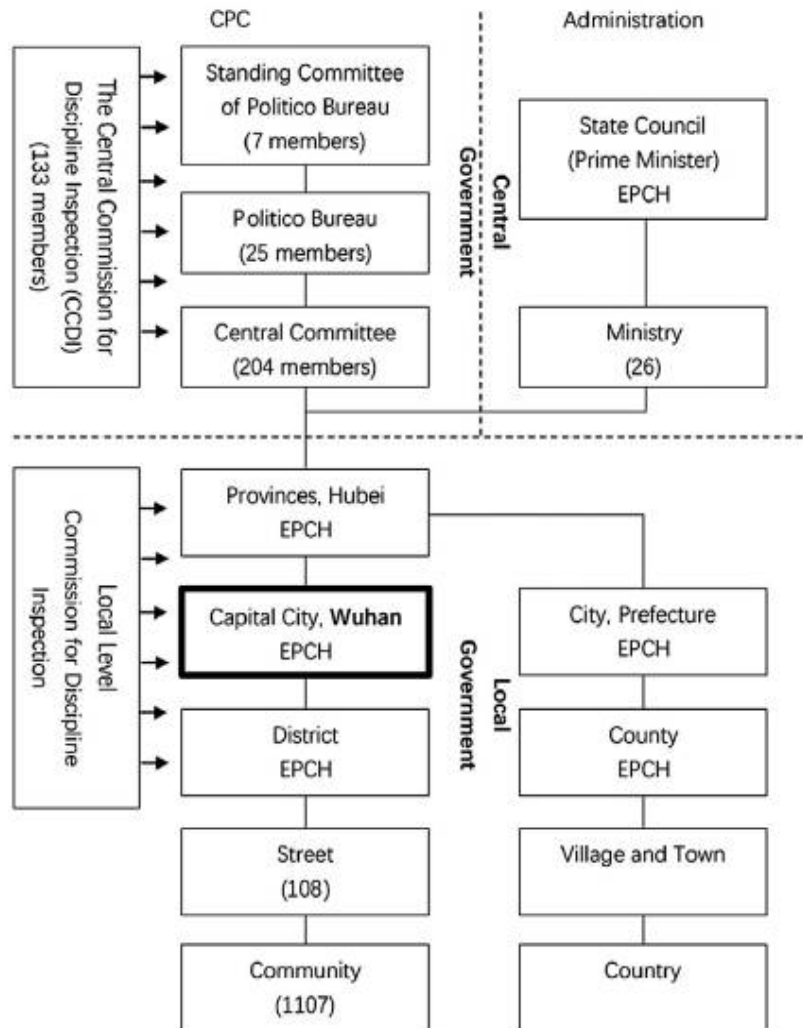 CPC
Administration
The Central Commission for
Discipline Inspection (CCDI)
(133 members)
Standing Committee
of Politico Bureau
(7 members)
Politico Bureau
(25 members)
Central Committee
(204 members)
Central
Government
State Council
(Prime Minister)
EPCH
Ministry
(26)
Local Level
Commission for Discipline
Inspection
Provinces, Hubei
EPCH
Capital City, Wuhan
EPCH
District
EPCH
Street
(108)
Community
(1107)
Local
Government
City, Prefecture
EPCH
County
EPCH
Village and Town
Country